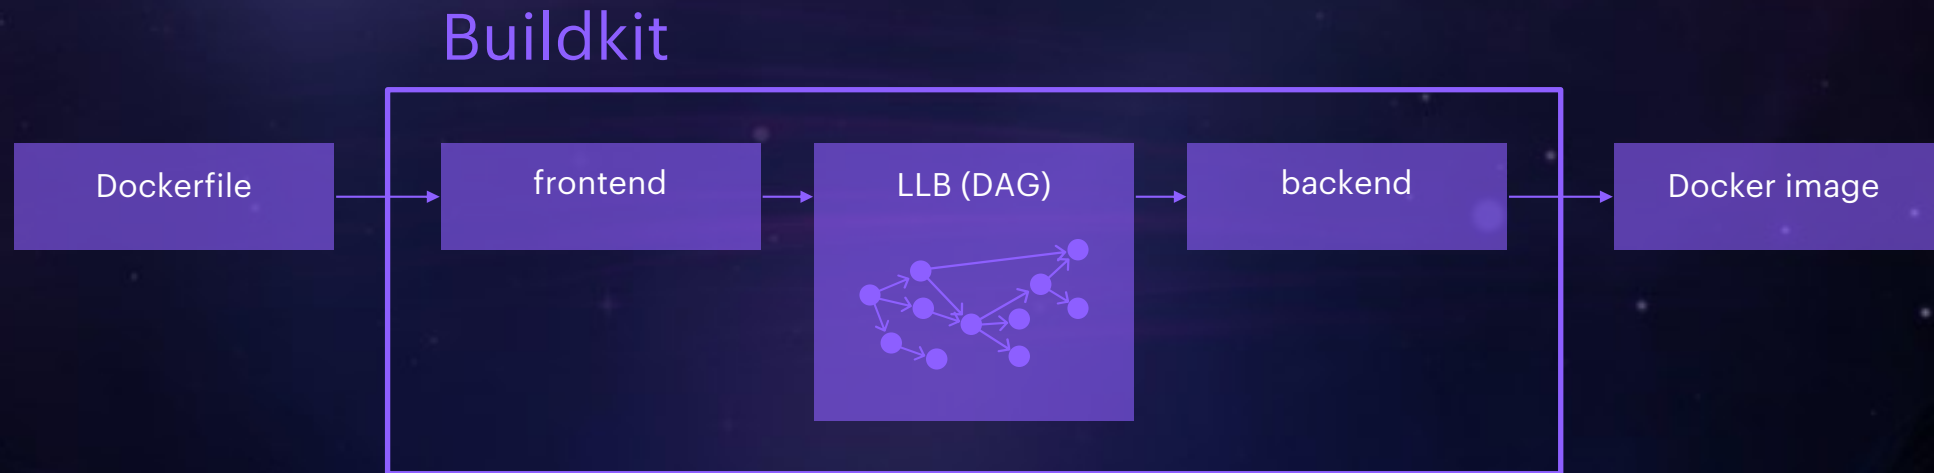 Buildkit
Dockerfile
frontend
LLB (DAG)
backend
Docker image